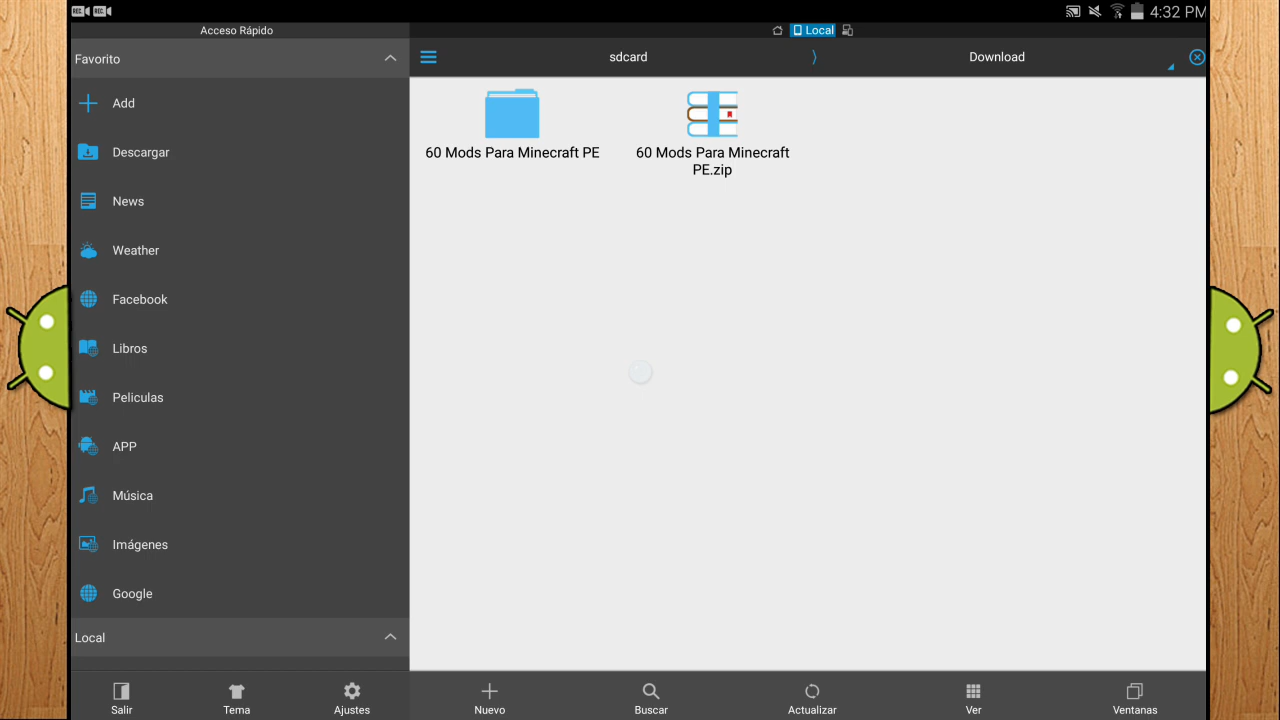 REC. REC. 4:32 PM
Acceso Rápido
Local
Favorito
sdcard
Download
Add
Descargar
News
Weather
Facebook
Libros
Peliculas
APP
Música
Imágenes
Google
Local
60 Mods Para Minecraft PE
60 Mods Para Minecraft
PE.zip
Salir
Tema
Ajustes
Nuevo
Buscar
Actualizar
Ver
Ventanas